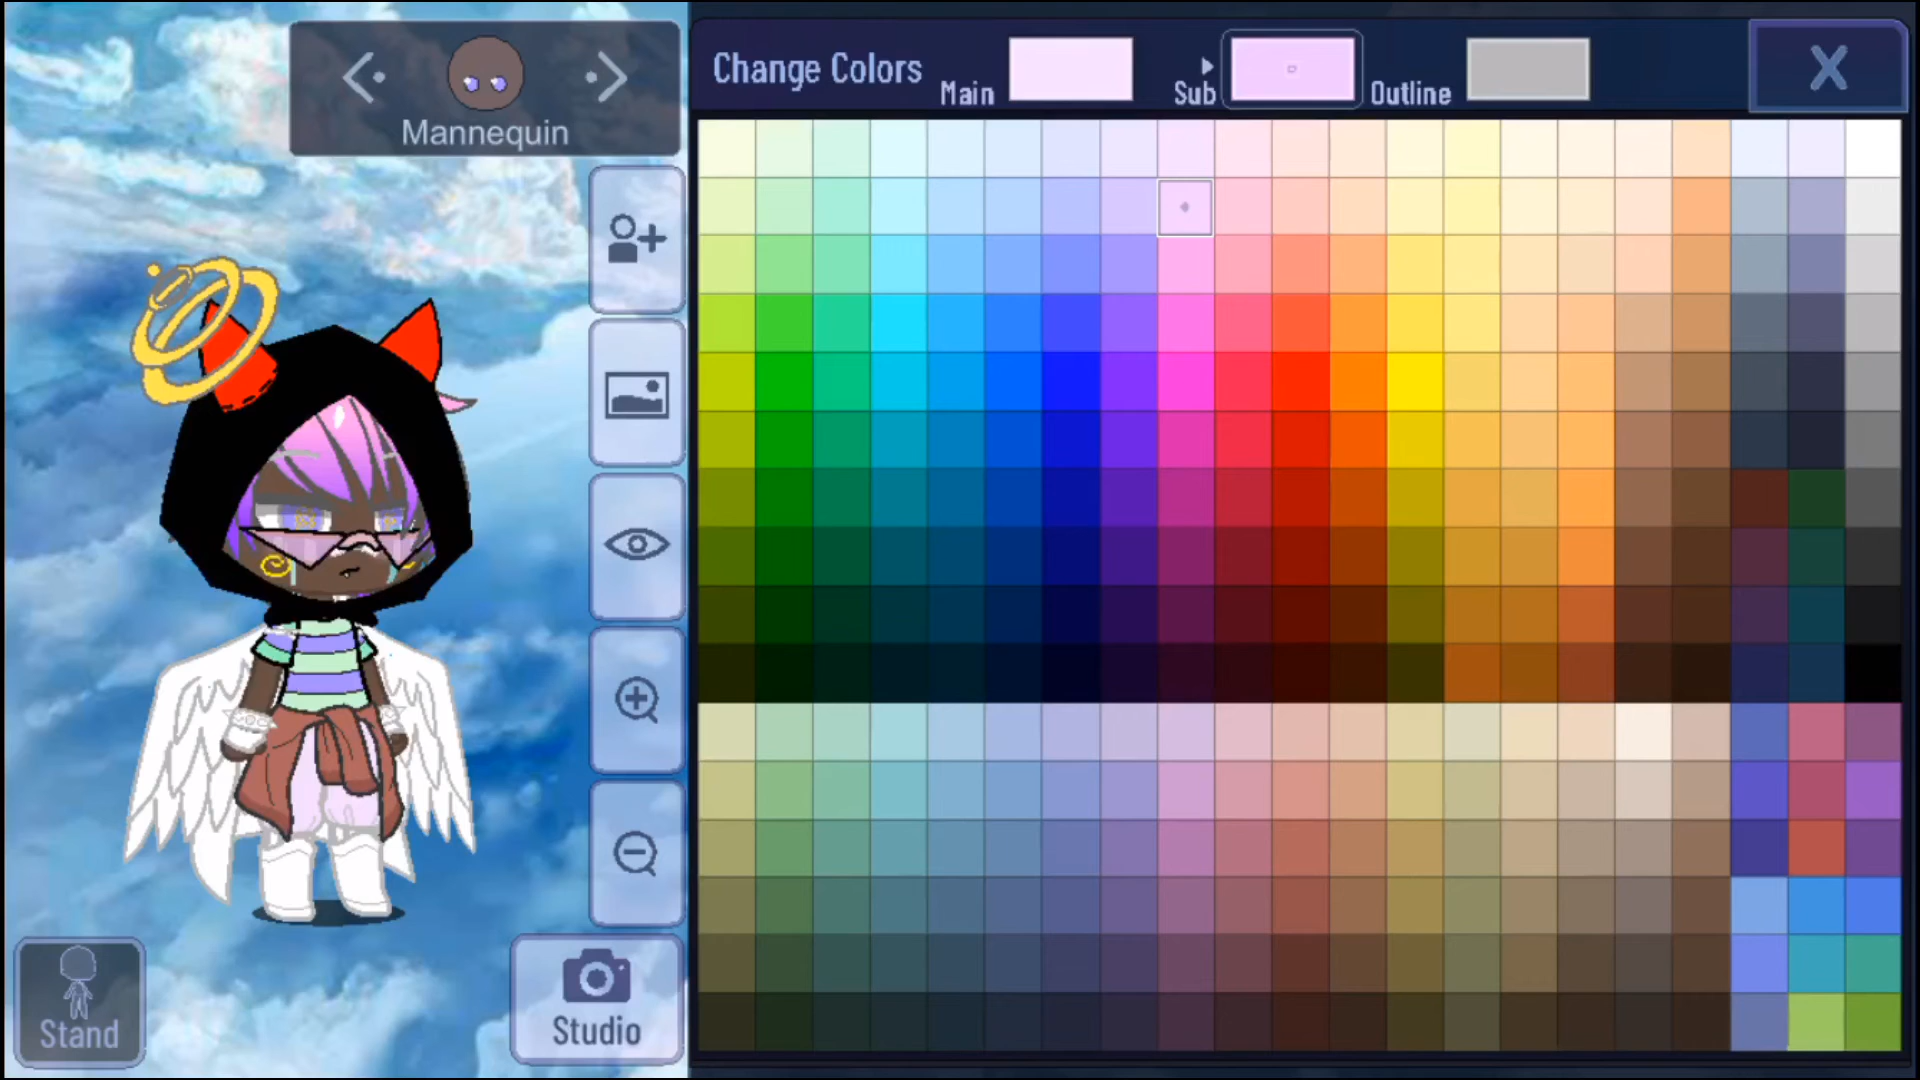 Mannequin
Change Colors
Main
Sub
Outline
X
Stand
Studio